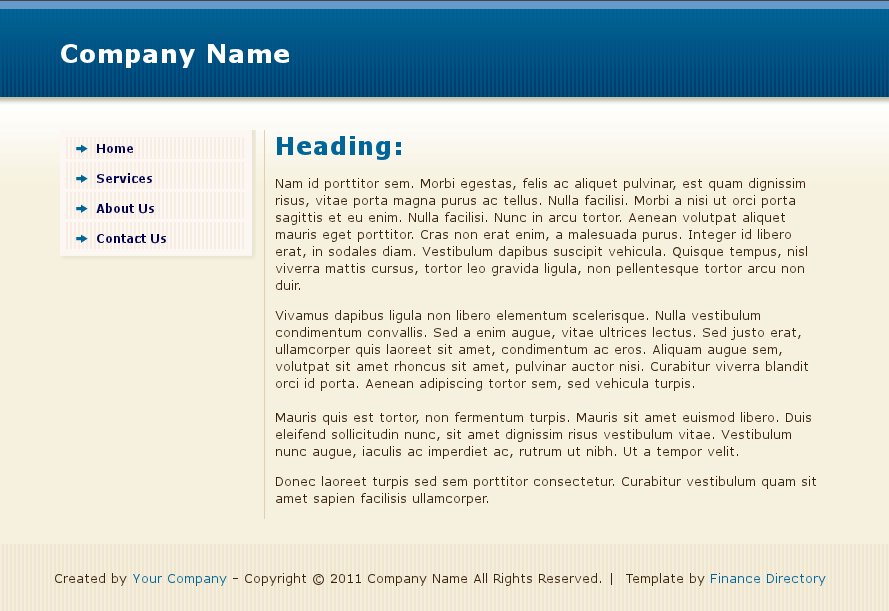 Company Name
Home
Services
About Us
Contact Us
Heading:
Nam id porttitor sem. Morbi egestas, felis ac aliquet pulvinar, est quam dignissim
risus, vitae porta magna purus ac tellus. Nulla facilisi. Morbi a nisi ut orci porta
sagittis et eu enim. Nulla facilisi. Nunc in arcu tortor. Aenean volutpat aliquet
mauris eget porttitor. Cras non erat enim, a malesuada purus. Integer id libero
erat, in sodales diam. Vestibulum dapibus suscipit vehicula. Quisque tempus, nisl
viverra mattis cursus, tortor leo gravida ligula, non pellentesque tortor arcu non
duir.
Vivamus dapibus ligula non libero elementum scelerisque. Nulla vestibulum
condimentum convallis. Sed a enim augue, vitae ultrices lectus. Sed justo erat,
ullamcorper quis laoreet sit amet, condimentum ac eros. Aliquam augue sem,
volutpat sit amet rhoncus sit amet, pulvinar auctor nisi. Curabitur viverra blandit
orci id porta. Aenean adipiscing tortor sem, sed vehicula turpis.
Mauris quis est tortor, non fermentum turpis. Mauris sit amet euismod libero. Duis
eleifend sollicitudin nunc, sit amet dignissim risus vestibulum vitae. Vestibulum
nunc augue, iaculis ac imperdiet ac, rutrum ut nibh. Ut a tempor velit.
Donec laoreet turpis sed sem porttitor consectetur. Curabitur vestibulum quam sit
amet sapien facilisis ullamcorper.
Created by Your Company – Copyright © 2011 Company Name All Rights Reserved. | Template by Finance Directory